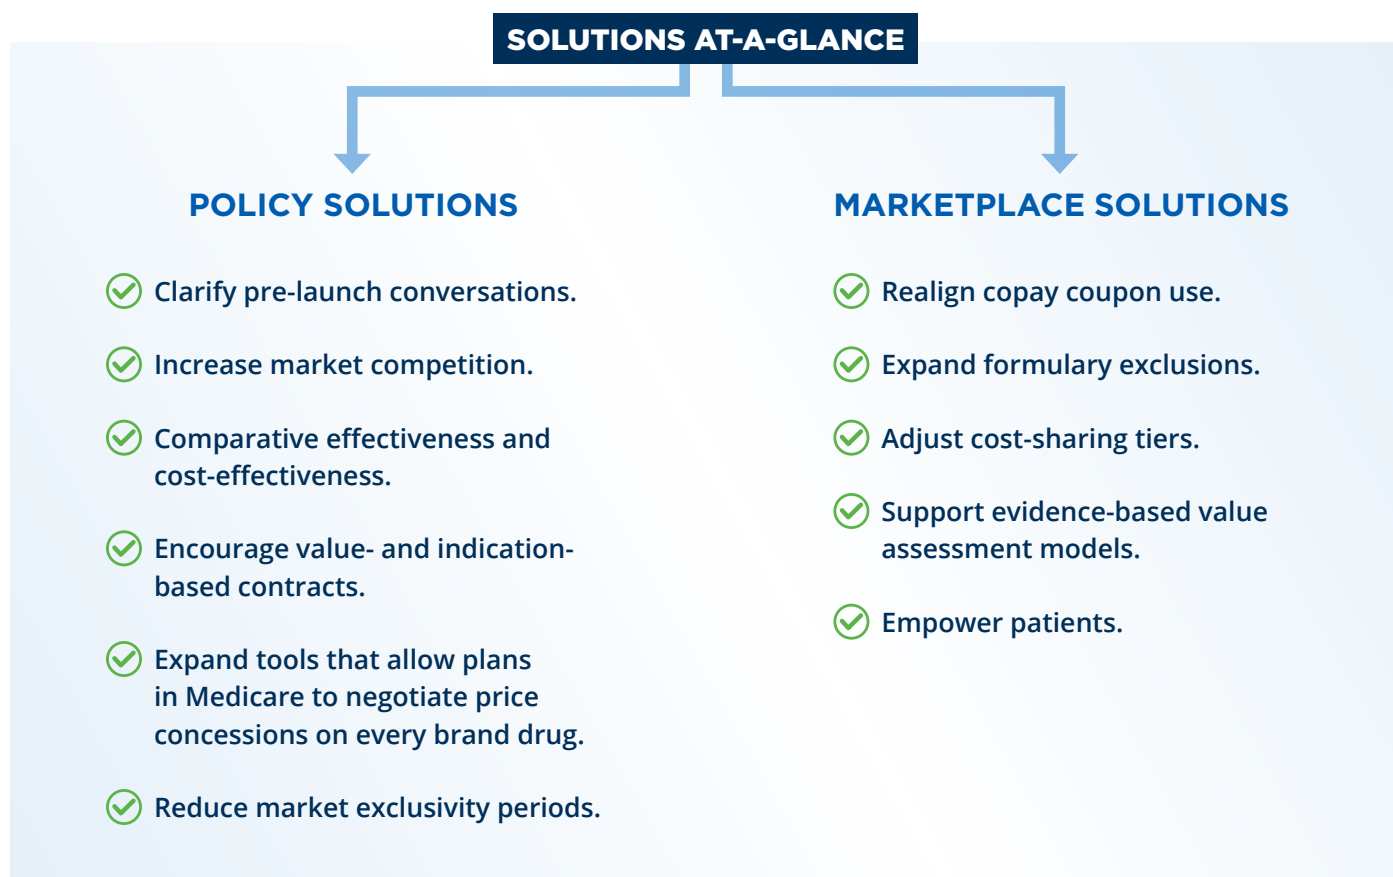 SOLUTIONS AT-A-GLANCE
POLICY SOLUTIONS
Clarify pre-launch conversations.
Increase market competition.
Comparative effectiveness and
cost-effectiveness.
Encourage value- and indication-
based contracts.
Expand tools that allow plans
in Medicare to negotiate price
concessions on every brand drug.
Reduce market exclusivity periods.
MARKETPLACE SOLUTIONS
Realign copay coupon use.
Expand formulary exclusions.
Adjust cost-sharing tiers.
Support evidence-based value
assessment models.
Empower patients.